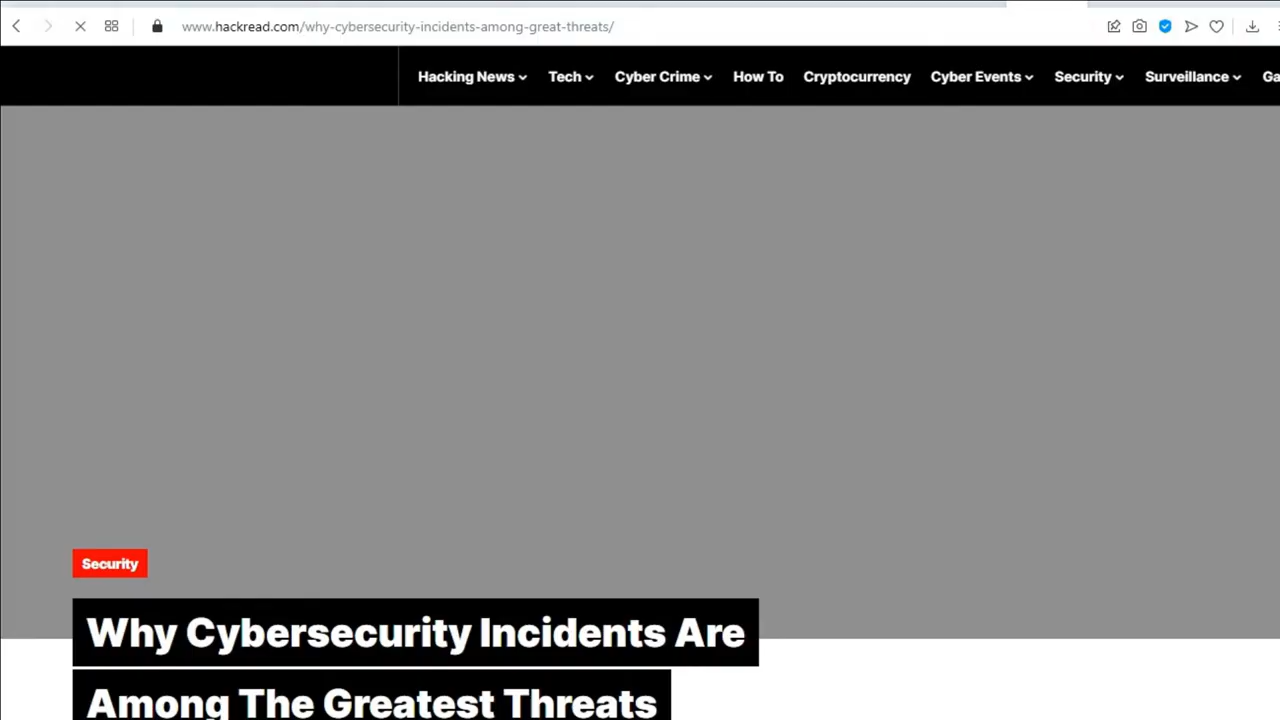 www.hackread.com/why-cybersecurity-incidents-among-great-threats/
Hacking News Tech Cyber Crime How To Cryptocurrency Cyber Events Security Surveillance Ga
Security
Why Cybersecurity Incidents Are
Among The Greatest Threats